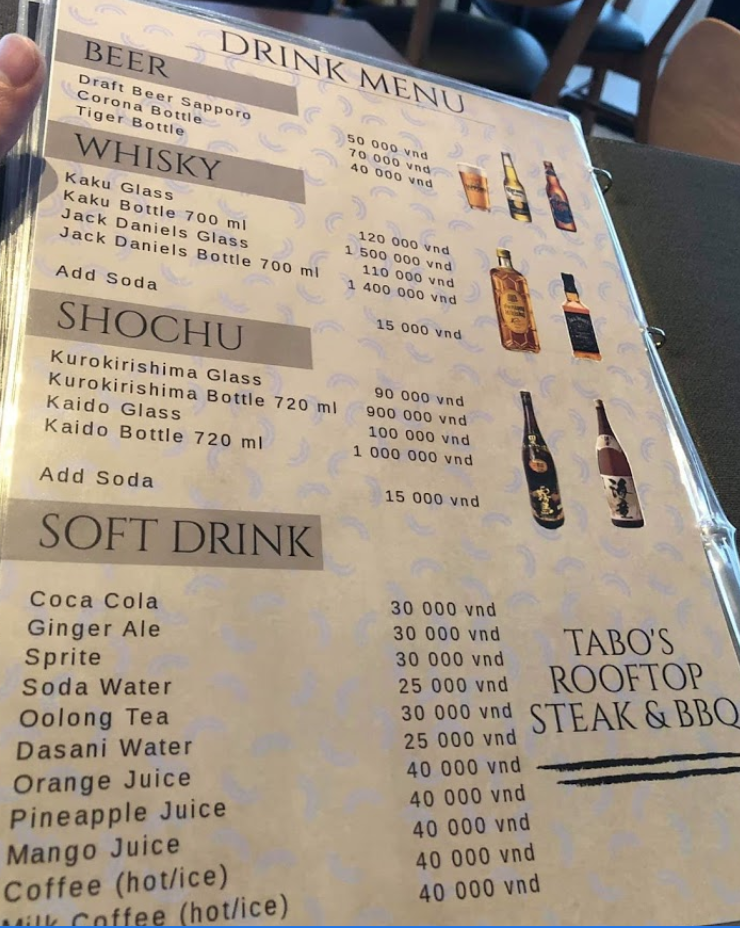 DRINK MENU
BEER
Draft Beer Sapporo 50 000 vnd
Corona Bottle 70 000 vnd
Tiger Bottle 40 000 vnd
WHISKY
Kaku Glass 120 000 vnd
Kaku Bottle 700 ml 1 500 000 vnd
Jack Daniels Glass 110 000 vnd
Jack Daniels Bottle 700 ml 1 400 000 vnd
Add Soda 15 000 vnd
SHOCHU
Kurokirishima Glass 90 000 vnd
Kurokirishima Bottle 720 ml 900 000 vnd
Kaido Glass 100 000 vnd
Kaido Bottle 720 ml 1 000 000 vnd
Add Soda 15 000 vnd
SOFT DRINK
Coca Cola 30 000 vnd
Ginger Ale 30 000 vnd
Sprite 30 000 vnd
Soda Water 25 000 vnd
Oolong Tea 30 000 vnd
Dasani Water 25 000 vnd
Orange Juice 40 000 vnd
Pineapple Juice 40 000 vnd
Mango Juice 40 000 vnd
Coffee (hot/ice) 40 000 vnd
Milk Coffee (hot/ice) 40 000 vnd
TABO'S
ROOFTOP
STEAK & BBQ